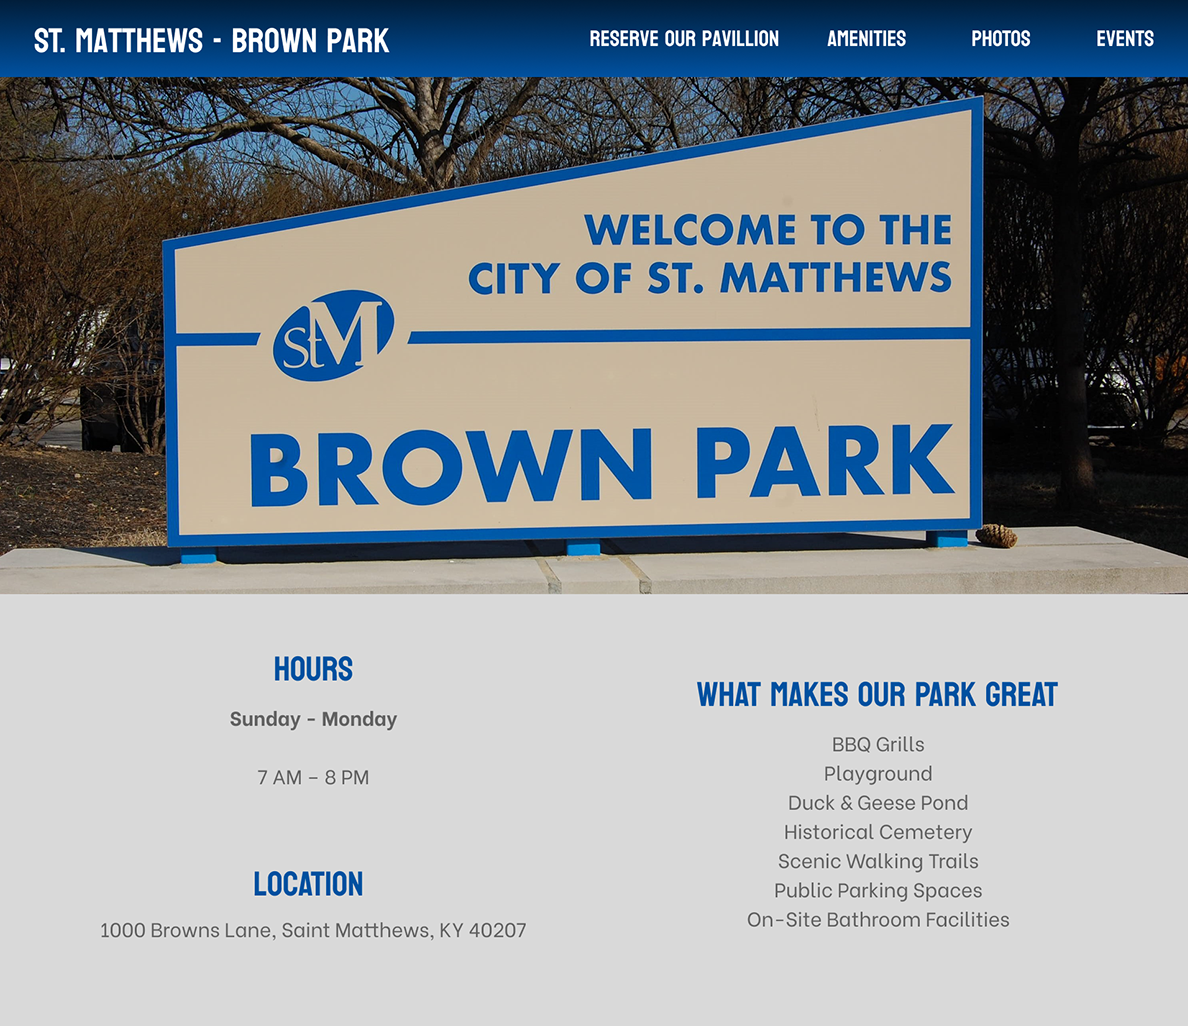 ST. MATTHEWS - BROWN PARK
RESERVE OUR PAVILLION
AMENITIES
PHOTOS
EVENTS
WELCOME TO THE
CITY OF ST. MATTHEWS
StM
BROWN PARK
HOURS
Sunday - Monday
7 AM – 8 PM
LOCATION
1000 Browns Lane, Saint Matthews, KY 40207
WHAT MAKES OUR PARK GREAT
BBQ Grills
Playground
Duck & Geese Pond
Historical Cemetery
Scenic Walking Trails
Public Parking Spaces
On-Site Bathroom Facilities